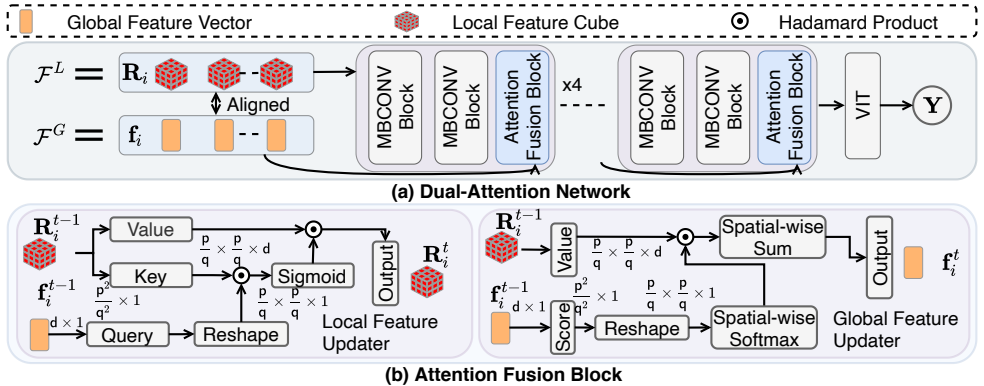 Global Feature Vector Local Feature Cube Hadamard Product
𝓕^L = R_i
Aligned
𝓕^G = f_i
MBCONV Block
MBCONV Block
Attention Fusion Block
x4
MBCONV Block
MBCONV Block
Attention Fusion Block
VIT
Y
(a) Dual-Attention Network
R_i^{t-1}
Value
p/q × p/q × d
Key
Sigmoid
Output
R_i^t
f_i^{t-1}
p²/q² × 1
p/q × p/q × 1
d × 1
Query
Reshape
Local Feature
Updater
R_i^{t-1}
Value
p/q × p/q × d
Spatial-wise
Sum
Output
f_i^t
f_i^{t-1}
d × 1
Score
p²/q² × 1
Reshape
p/q × p/q × 1
Spatial-wise
Softmax
Global Feature
Updater
(b) Attention Fusion Block